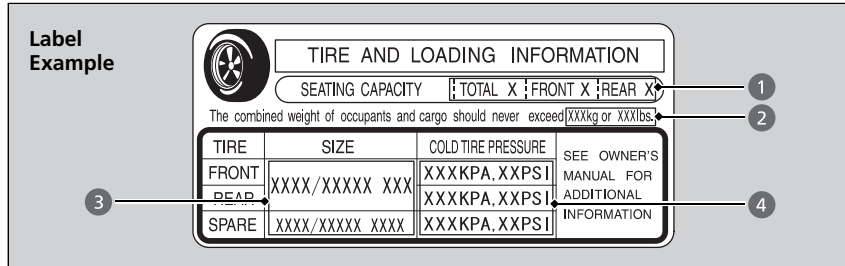 Label
Example
TIRE AND LOADING INFORMATION
SEATING CAPACITY TOTAL X FRONT X REAR X
1
The combined weight of occupants and cargo should never exceed XXXkg or XXXlbs.
2
TIRE SIZE COLD TIRE PRESSURE
SEE OWNER'S
MANUAL FOR
ADDITIONAL
INFORMATION
FRONT XXXX/XXXXX XXX XXXKPA,XXPSI
REAR XXXKPA,XXPSI
3
4
SPARE XXXX/XXXXX XXXX XXXKPA,XXPSI